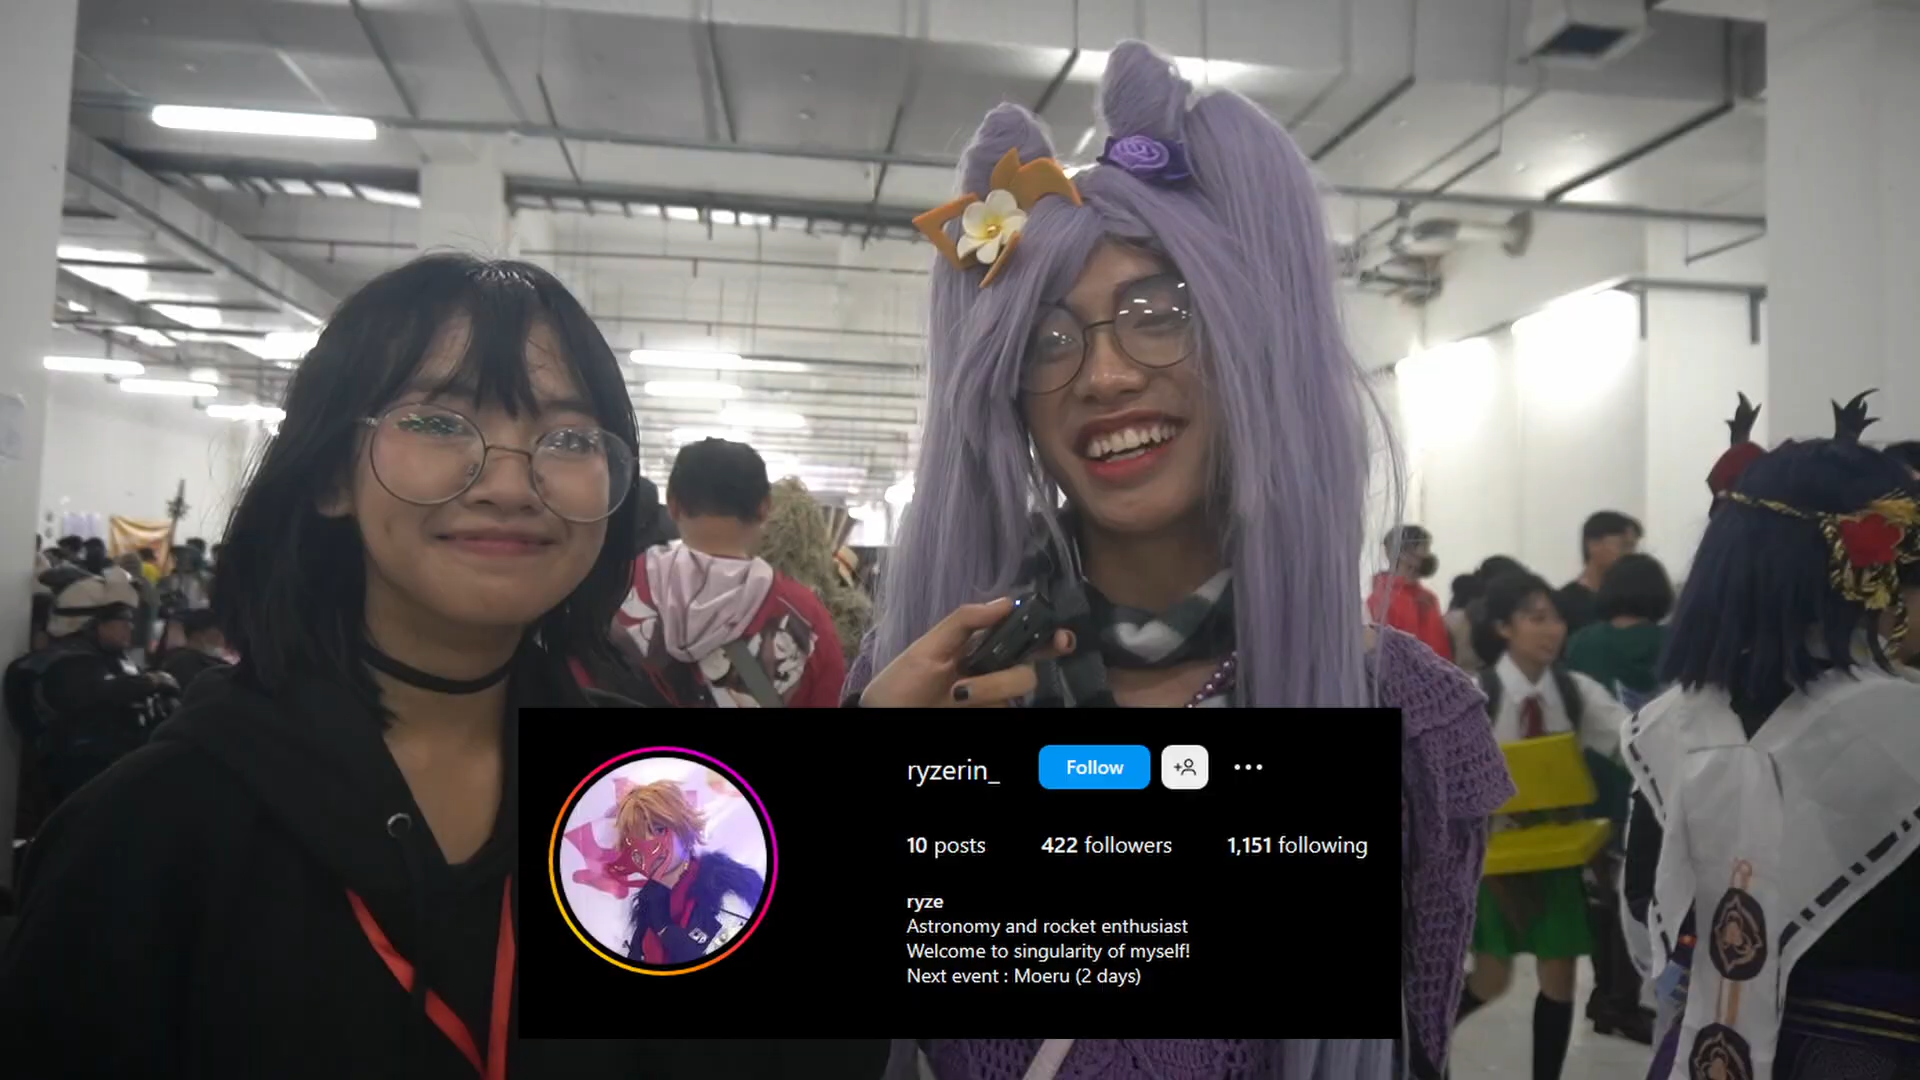 ryzerin_ Follow
10 posts 422 followers 1,151 following
ryze
Astronomy and rocket enthusiast
Welcome to singularity of myself!
Next event : Moeru (2 days)